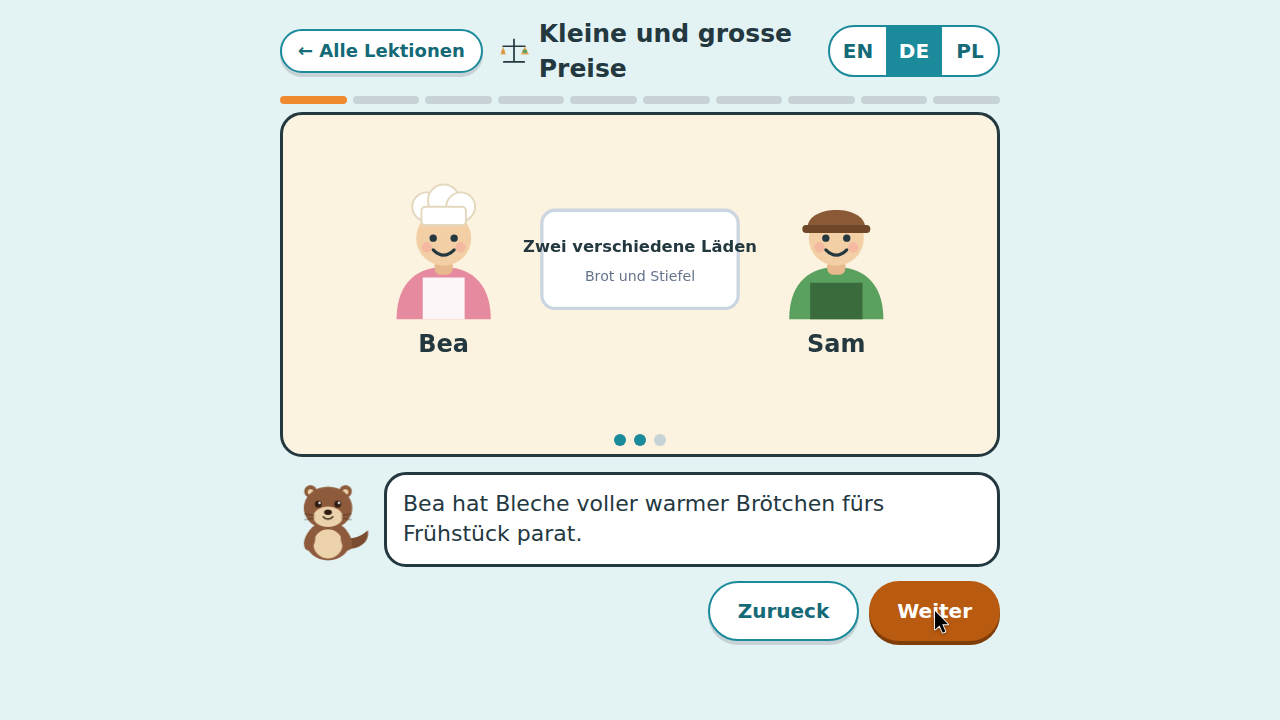 ← Alle Lektionen
Kleine und grosse
Preise
EN DE PL
Zwei verschiedene Läden
Brot und Stiefel
Bea
Sam
Bea hat Bleche voller warmer Brötchen fürs
Frühstück parat.
Zurueck
Weiter